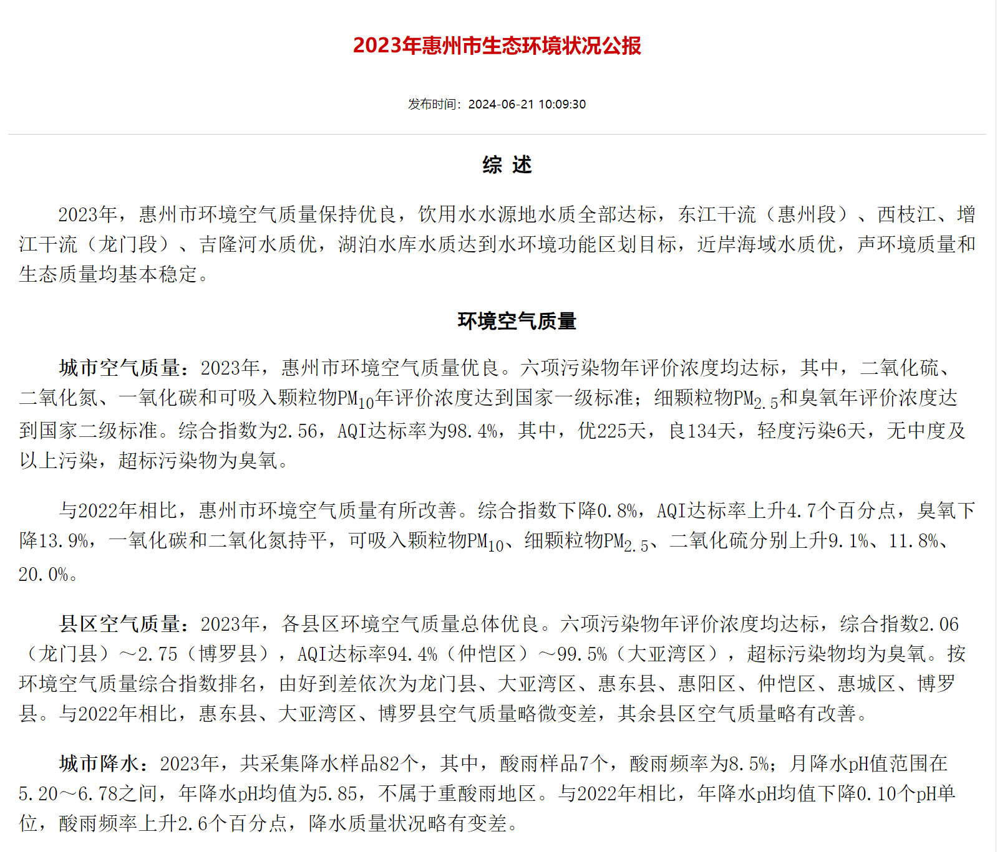 2023年惠州市生态环境状况公报
发布时间：2024-06-21 10:09:30
综 述
2023年，惠州市环境空气质量保持优良，饮用水水源地水质全部达标，东江干流（惠州段）、西枝江、增
江干流（龙门段）、吉隆河水质优，湖泊水库水质达到水环境功能区划目标，近岸海域水质优，声环境质量和
生态质量均基本稳定。
环境空气质量
城市空气质量：2023年，惠州市环境空气质量优良。六项污染物年评价浓度均达标，其中，二氧化硫、
二氧化氮、一氧化碳和可吸入颗粒物PM10年评价浓度达到国家一级标准；细颗粒物PM2.5和臭氧年评价浓度达
到国家二级标准。综合指数为2.56，AQI达标率为98.4%，其中，优225天，良134天，轻度污染6天，无中度及
以上污染，超标污染物为臭氧。
与2022年相比，惠州市环境空气质量有所改善。综合指数下降0.8%，AQI达标率上升4.7个百分点，臭氧下
降13.9%，一氧化碳和二氧化氮持平，可吸入颗粒物PM10、细颗粒物PM2.5、二氧化硫分别上升9.1%、11.8%、
20.0%。
县区空气质量：2023年，各县区环境空气质量总体优良。六项污染物年评价浓度均达标，综合指数2.06
（龙门县）～2.75（博罗县），AQI达标率94.4%（仲恺区）～99.5%（大亚湾区），超标污染物均为臭氧。按
环境空气质量综合指数排名，由好到差依次为龙门县、大亚湾区、惠东县、惠阳区、仲恺区、惠城区、博罗
县。与2022年相比，惠东县、大亚湾区、博罗县空气质量略微变差，其余县区空气质量略有改善。
城市降水：2023年，共采集降水样品82个，其中，酸雨样品7个，酸雨频率为8.5%；月降水pH值范围在
5.20～6.78之间，年降水pH均值为5.85，不属于重酸雨地区。与2022年相比，年降水pH均值下降0.10个pH单
位，酸雨频率上升2.6个百分点，降水质量状况略有变差。